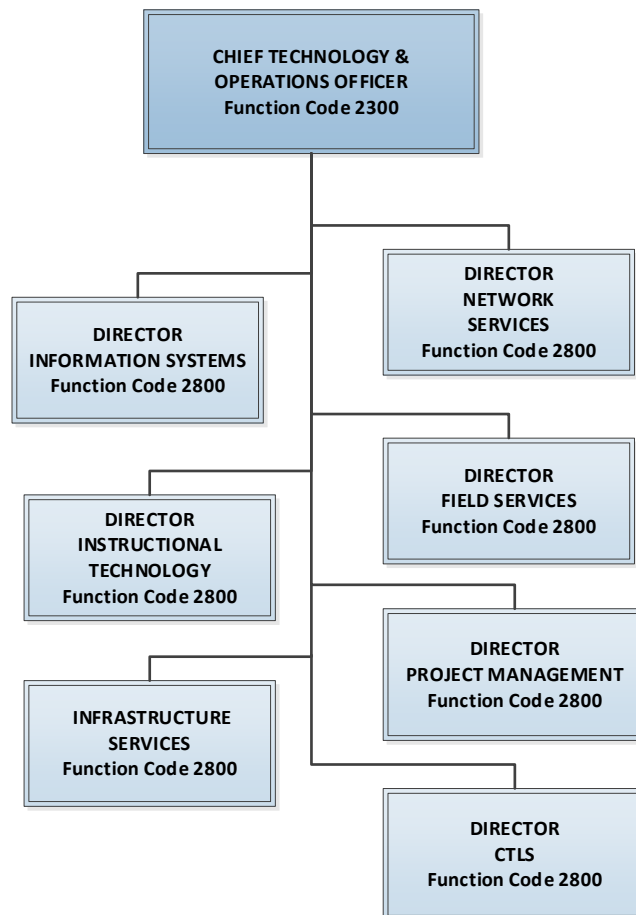 CHIEF TECHNOLOGY &
OPERATIONS OFFICER
Function Code 2300
DIRECTOR
NETWORK
SERVICES
Function Code 2800
DIRECTOR
INFORMATION SYSTEMS
Function Code 2800
DIRECTOR
FIELD SERVICES
Function Code 2800
DIRECTOR
INSTRUCTIONAL
TECHNOLOGY
Function Code 2800
DIRECTOR
PROJECT MANAGEMENT
Function Code 2800
INFRASTRUCTURE
SERVICES
Function Code 2800
DIRECTOR
CTLS
Function Code 2800